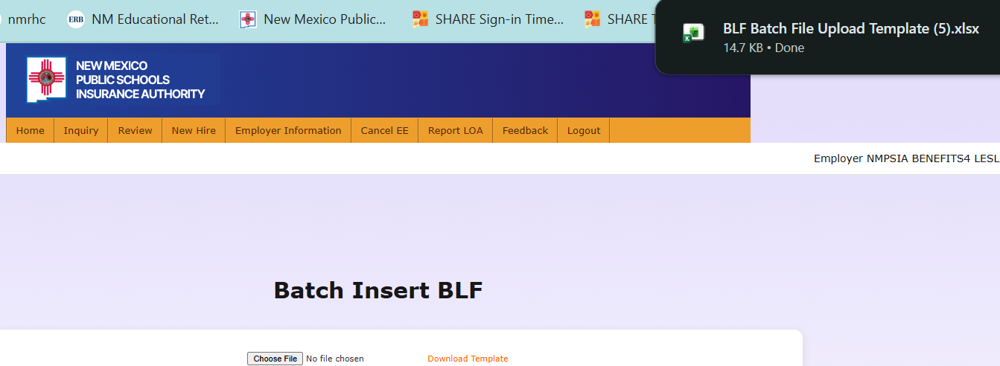 nmrhc
ERB
NM Educational Ret...
New Mexico Public...
SHARE Sign-in Time...
SHARE T
BLF Batch File Upload Template (5).xlsx
14.7 KB • Done
NEW MEXICO
PUBLIC SCHOOLS
INSURANCE AUTHORITY
Home
Inquiry
Review
New Hire
Employer Information
Cancel EE
Report LOA
Feedback
Logout
Employer NMPSIA BENEFITS4 LESL
Batch Insert BLF
Choose File No file chosen
Download Template